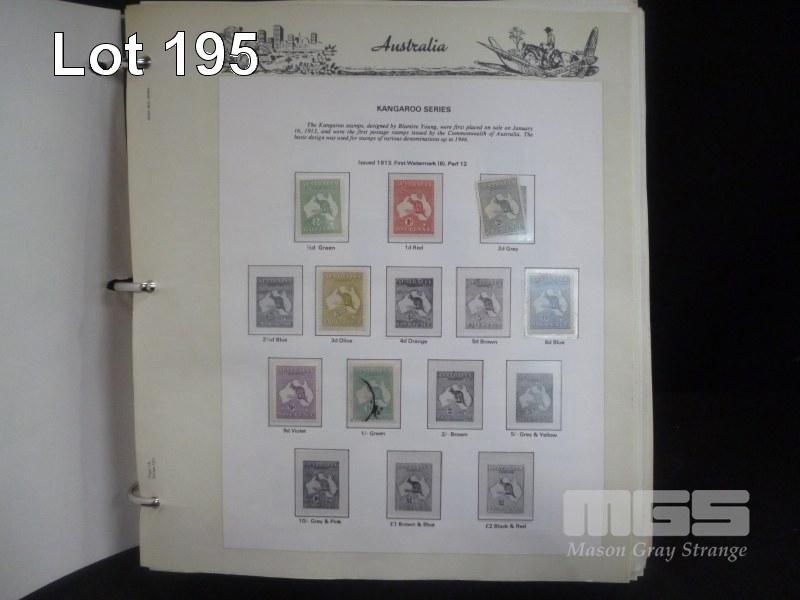 Lot 195
Australia
KANGAROO SERIES
The Kangaroo stamps, designed by Blamire Young, were first placed on sale on January
16, 1913, and were the first postage stamps issued by the Commonwealth of Australia. The
basic design was used for stamps of various denominations up to 1946.
Issued 1913. First Watermark (6). Perf 12
½d Green
1d Red
2d Grey
2½d Blue
3d Olive
4d Orange
5d Brown
6d Blue
9d Violet
1/- Green
2/- Brown
5/- Grey & Yellow
10/- Grey & Pink
£1 Brown & Blue
£2 Black & Red
MGS
Mason Gray Strange